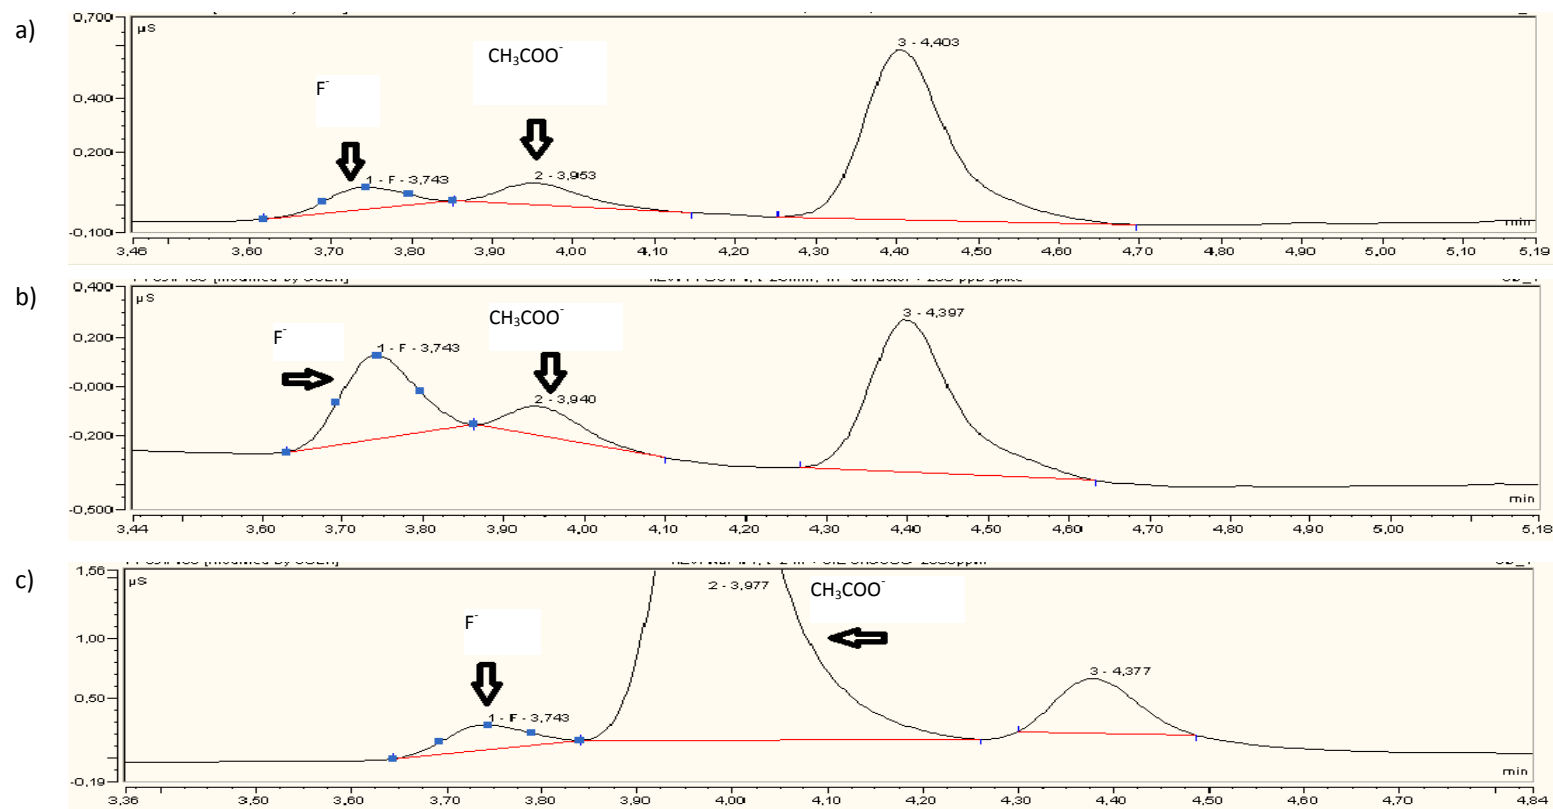 a)
0,700
µS
CH₃COO⁻
F⁻
3 - 4,403
0,400
0,200
1 - F - 3,743
2 - 3,953
-0,100
min
3,46 3,60 3,70 3,80 3,90 4,00 4,10 4,20 4,30 4,40 4,50 4,60 4,70 4,80 4,90 5,00 5,10 5,19
b)
0,400
µS
CH₃COO⁻
F⁻
3 - 4,397
0,200
1 - F - 3,743
-0,000
2 - 3,940
-0,200
-0,500
min
3,44 3,60 3,70 3,80 3,90 4,00 4,10 4,20 4,30 4,40 4,50 4,60 4,70 4,80 4,90 5,00 5,18
c)
1,56
µS
2 - 3,977
CH₃COO⁻
F⁻
1,00
3 - 4,377
0,50
1 - F - 3,743
-0,19
min
3,36 3,50 3,60 3,70 3,80 3,90 4,00 4,10 4,20 4,30 4,40 4,50 4,60 4,70 4,84